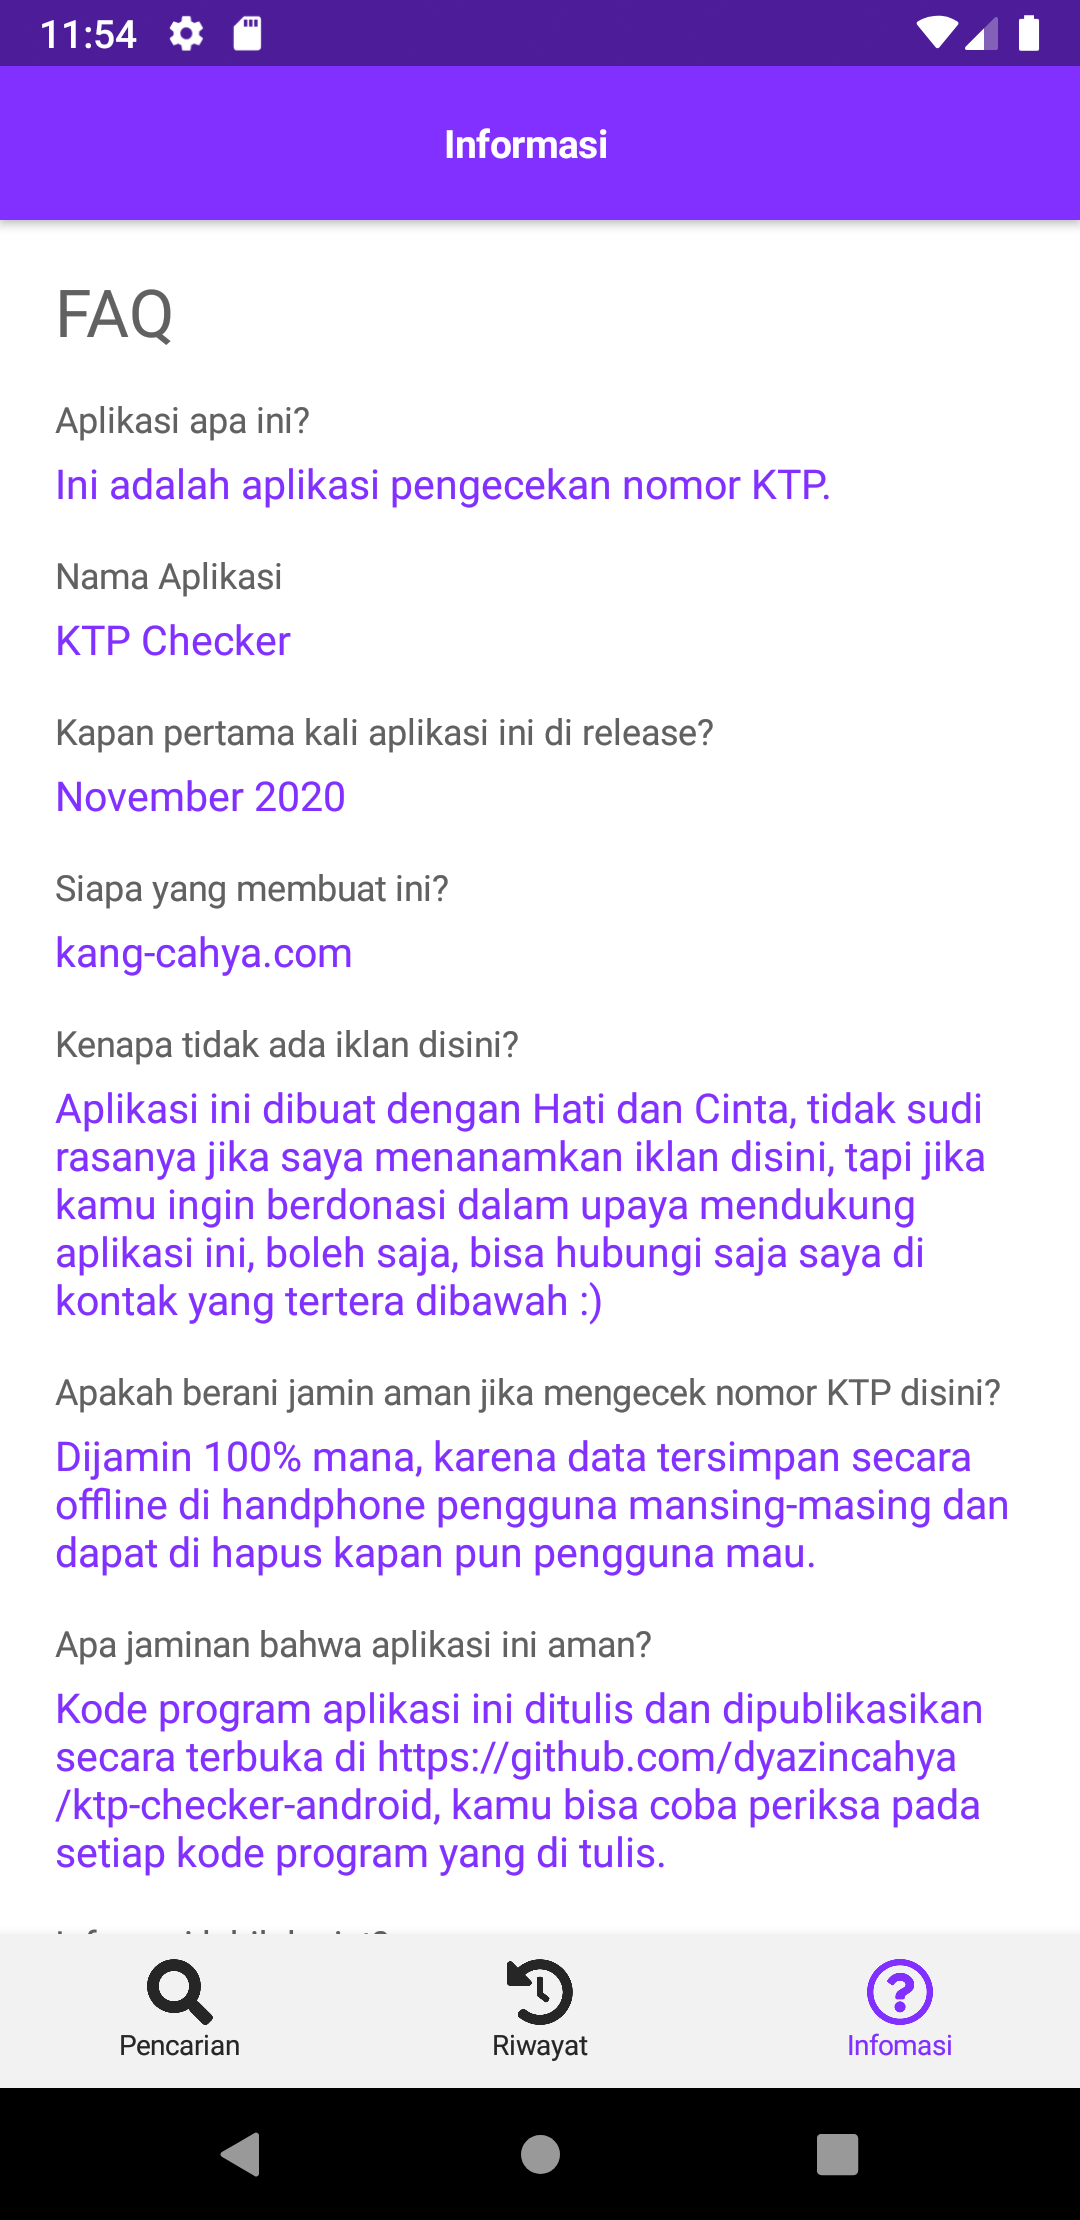 11:54
Informasi
FAQ
Aplikasi apa ini?
Ini adalah aplikasi pengecekan nomor KTP.
Nama Aplikasi
KTP Checker
Kapan pertama kali aplikasi ini di release?
November 2020
Siapa yang membuat ini?
kang-cahya.com
Kenapa tidak ada iklan disini?
Aplikasi ini dibuat dengan Hati dan Cinta, tidak sudi
rasanya jika saya menanamkan iklan disini, tapi jika
kamu ingin berdonasi dalam upaya mendukung
aplikasi ini, boleh saja, bisa hubungi saja saya di
kontak yang tertera dibawah :)
Apakah berani jamin aman jika mengecek nomor KTP disini?
Dijamin 100% mana, karena data tersimpan secara
offline di handphone pengguna mansing-masing dan
dapat di hapus kapan pun pengguna mau.
Apa jaminan bahwa aplikasi ini aman?
Kode program aplikasi ini ditulis dan dipublikasikan
secara terbuka di https://github.com/dyazincahya
/ktp-checker-android, kamu bisa coba periksa pada
setiap kode program yang di tulis.
Pencarian
Riwayat
Infomasi